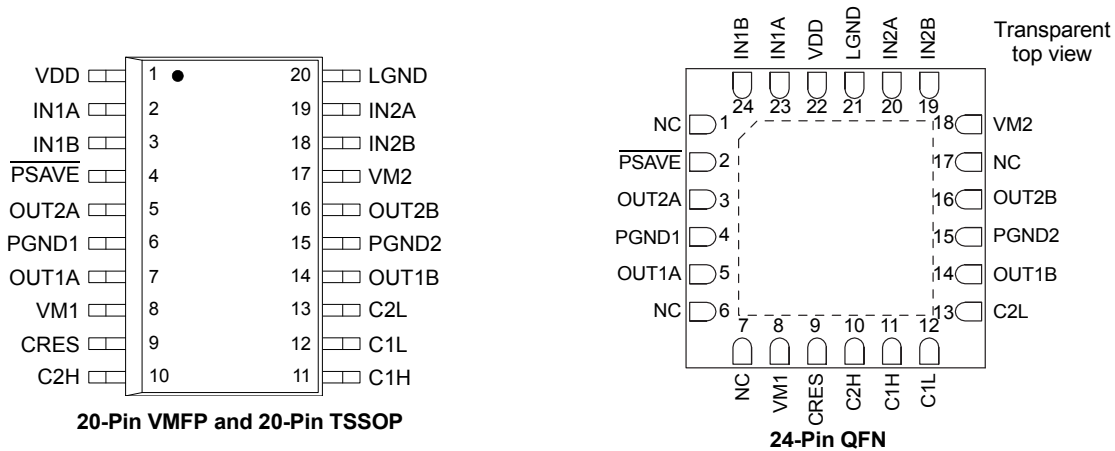 VDD 1 20 LGND
IN1A 2 19 IN2A
IN1B 3 18 IN2B
PSAVE 4 17 VM2
OUT2A 5 16 OUT2B
PGND1 6 15 PGND2
OUT1A 7 14 OUT1B
VM1 8 13 C2L
CRES 9 12 C1L
C2H 10 11 C1H
20-Pin VMFP and 20-Pin TSSOP
Transparent
top view
IN1B IN1A VDD LGND IN2A IN2B
24 23 22 21 20 19
NC 1 18 VM2
PSAVE 2 17 NC
OUT2A 3 16 OUT2B
PGND1 4 15 PGND2
OUT1A 5 14 OUT1B
NC 6 13 C2L
7 8 9 10 11 12
NC VM1 CRES C2H C1H C1L
24-Pin QFN